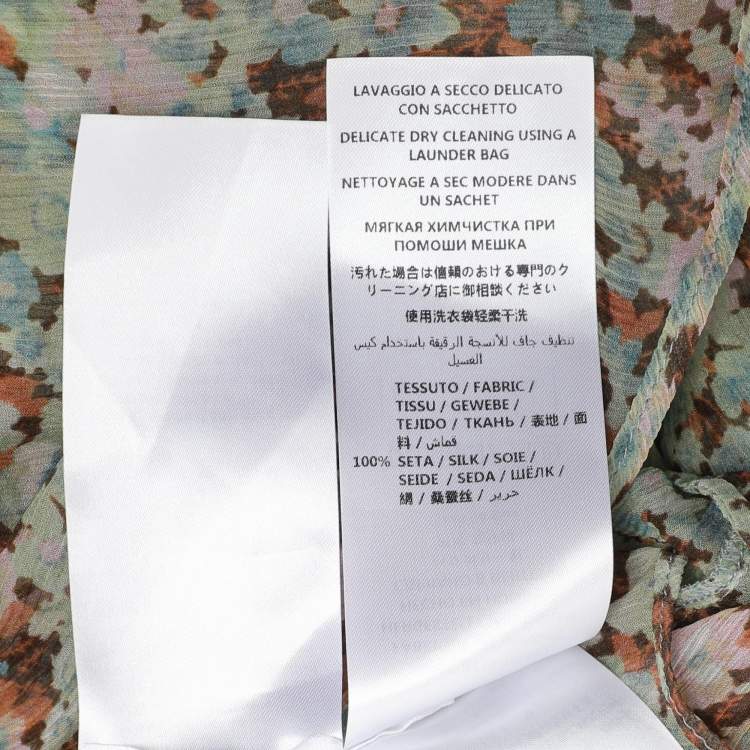 LAVAGGIO A SECCO DELICATO
CON SACCHETTO
DELICATE DRY CLEANING USING A
LAUNDER BAG
NETTOYAGE A SEC MODERE DANS
UN SACHET
МЯГКАЯ ХИМЧИСТКА ПРИ
ПОМОШИ МЕШКА
汚れた場合は信頼のおける専門のク
リーニング店に御相談ください
使用洗衣袋轻柔干洗
تنظيف جاف للأنسجة الرقيقة باستخدام كيس
الغسيل
TESSUTO / FABRIC /
TISSU / GEWEBE /
TEJIDO / ТКАНЬ / 表地 / 面
料 / قماش
100% SETA / SILK / SOIE /
SEIDE / SEDA / ШЁЛК /
絹 / 桑蚕丝 / حرير